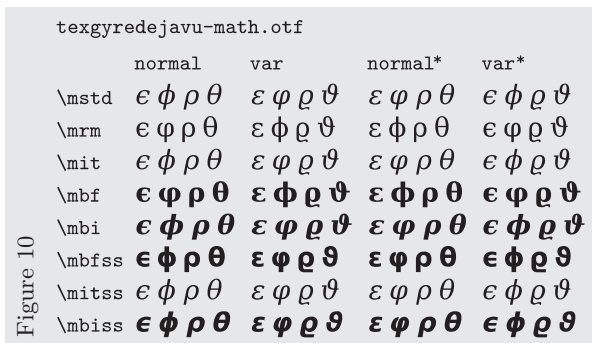 texgyredejavu-math.otf
normal var normal* var*
\mstd ϵ ϕ ρ θ ε φ ϱ ϑ ε φ ρ θ ϵ ϕ ϱ ϑ
\mrm ϵ φ ρ θ ε ϕ ϱ ϑ ε ϕ ρ θ ϵ φ ϱ ϑ
\mit ϵ ϕ ρ θ ε φ ϱ ϑ ε φ ρ θ ϵ ϕ ϱ ϑ
\mbf ϵ φ ρ θ ε ϕ ϱ ϑ ε ϕ ρ θ ϵ φ ϱ ϑ
\mbi ϵ ϕ ρ θ ε φ ϱ ϑ ε φ ρ θ ϵ ϕ ϱ ϑ
\mbfss ϵ ϕ ρ θ ε φ ϱ ϑ ε φ ρ θ ϵ ϕ ϱ ϑ
\mitss ϵ ϕ ρ θ ε φ ϱ ϑ ε φ ρ θ ϵ ϕ ϱ ϑ
\mbiss ϵ ϕ ρ θ ε φ ϱ ϑ ε φ ρ θ ϵ ϕ ϱ ϑ
Figure 10